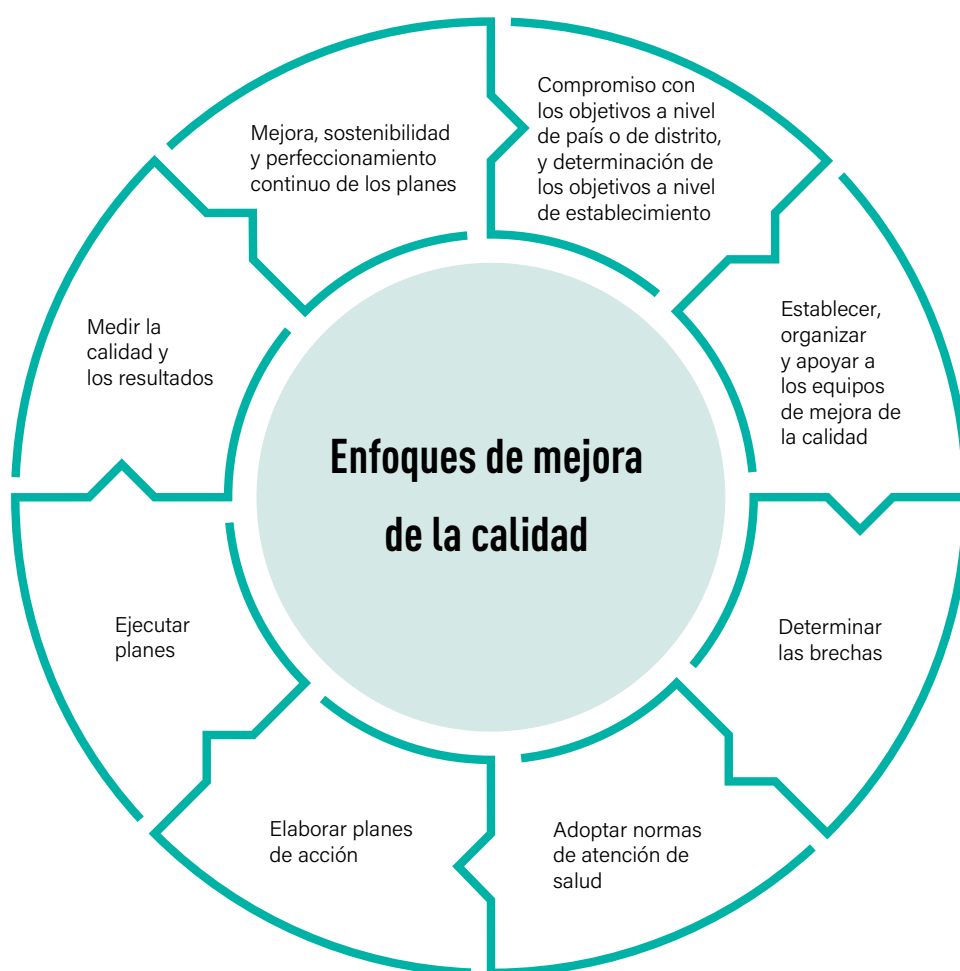 Enfoques de mejora
de la calidad
Compromiso con
los objetivos a nivel
de país o de distrito,
y determinación de
los objetivos a nivel
de establecimiento
Establecer,
organizar
y apoyar a
los equipos
de mejora de
la calidad
Determinar
las brechas
Adoptar normas
de atención de
salud
Elaborar planes
de acción
Ejecutar
planes
Medir la
calidad y
los resultados
Mejora, sostenibilidad
y perfeccionamiento
continuo de los planes